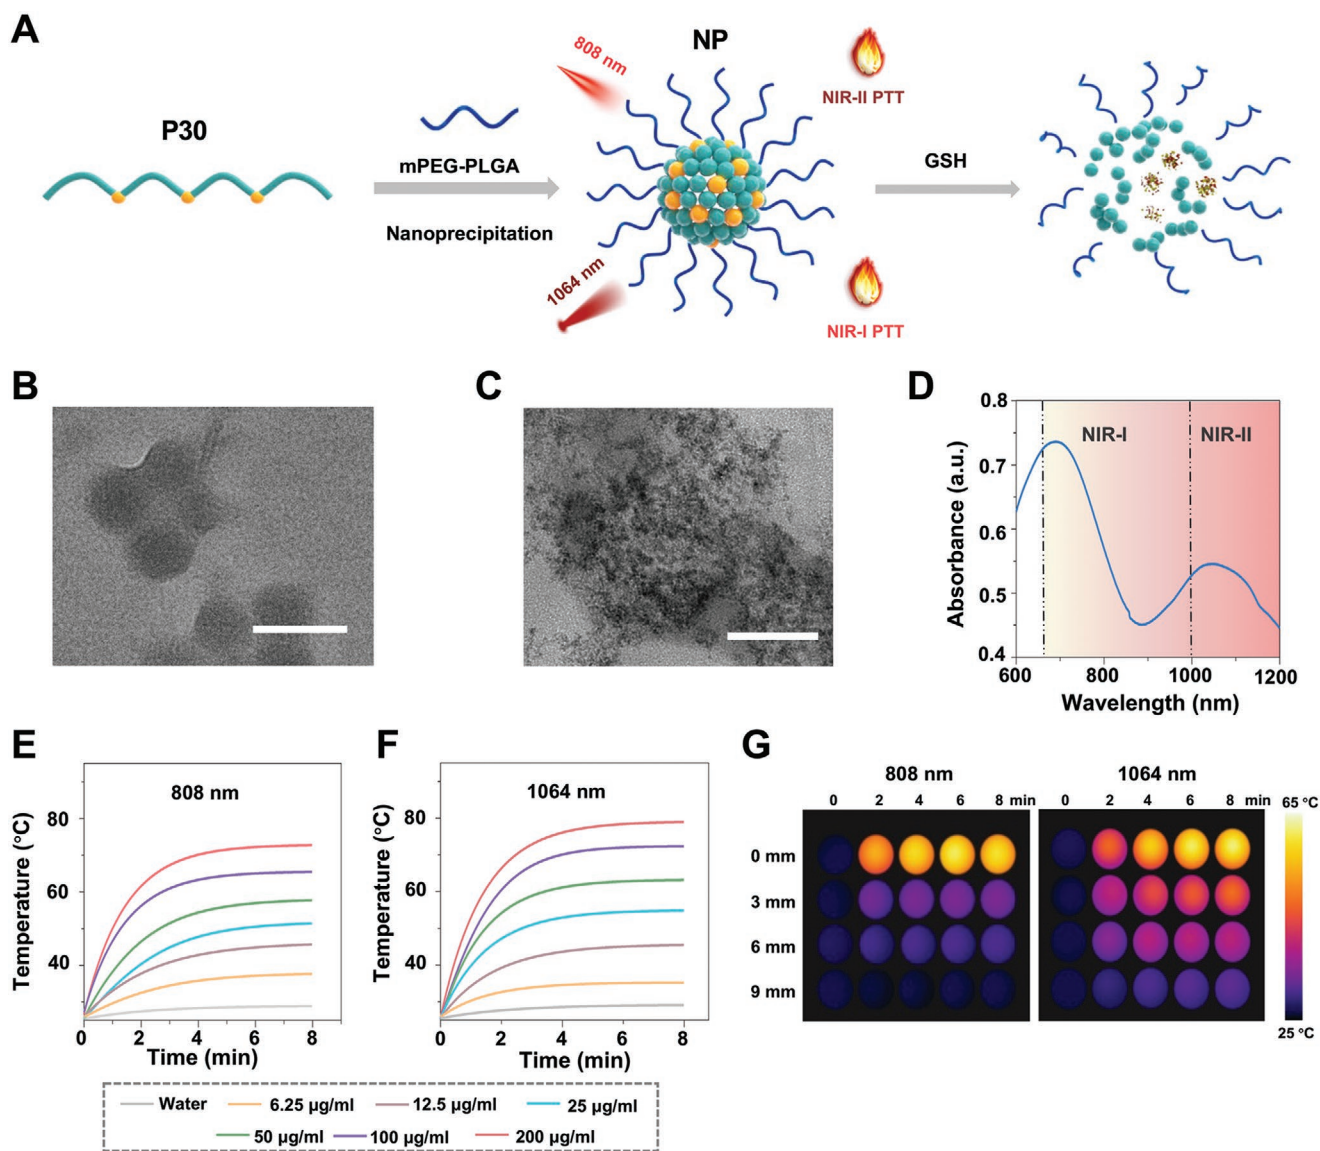 A
P30
mPEG-PLGA
Nanoprecipitation
808 nm
NP
1064 nm
NIR-II PTT
NIR-I PTT
GSH
B
C
D
0.8
0.7
0.6
0.5
0.4
Absorbance (a.u.)
NIR-I
NIR-II
600 800 1000 1200
Wavelength (nm)
E
808 nm
80
60
40
Temperature (°C)
0 2 4 6 8
Time (min)
F
1064 nm
80
60
40
Temperature (°C)
0 2 4 6 8
Time (min)
Water 6.25 µg/ml 12.5 µg/ml 25 µg/ml
50 µg/ml 100 µg/ml 200 µg/ml
G
808 nm 1064 nm
0 2 4 6 8 min 0 2 4 6 8 min
0 mm
3 mm
6 mm
9 mm
65 °C
25 °C